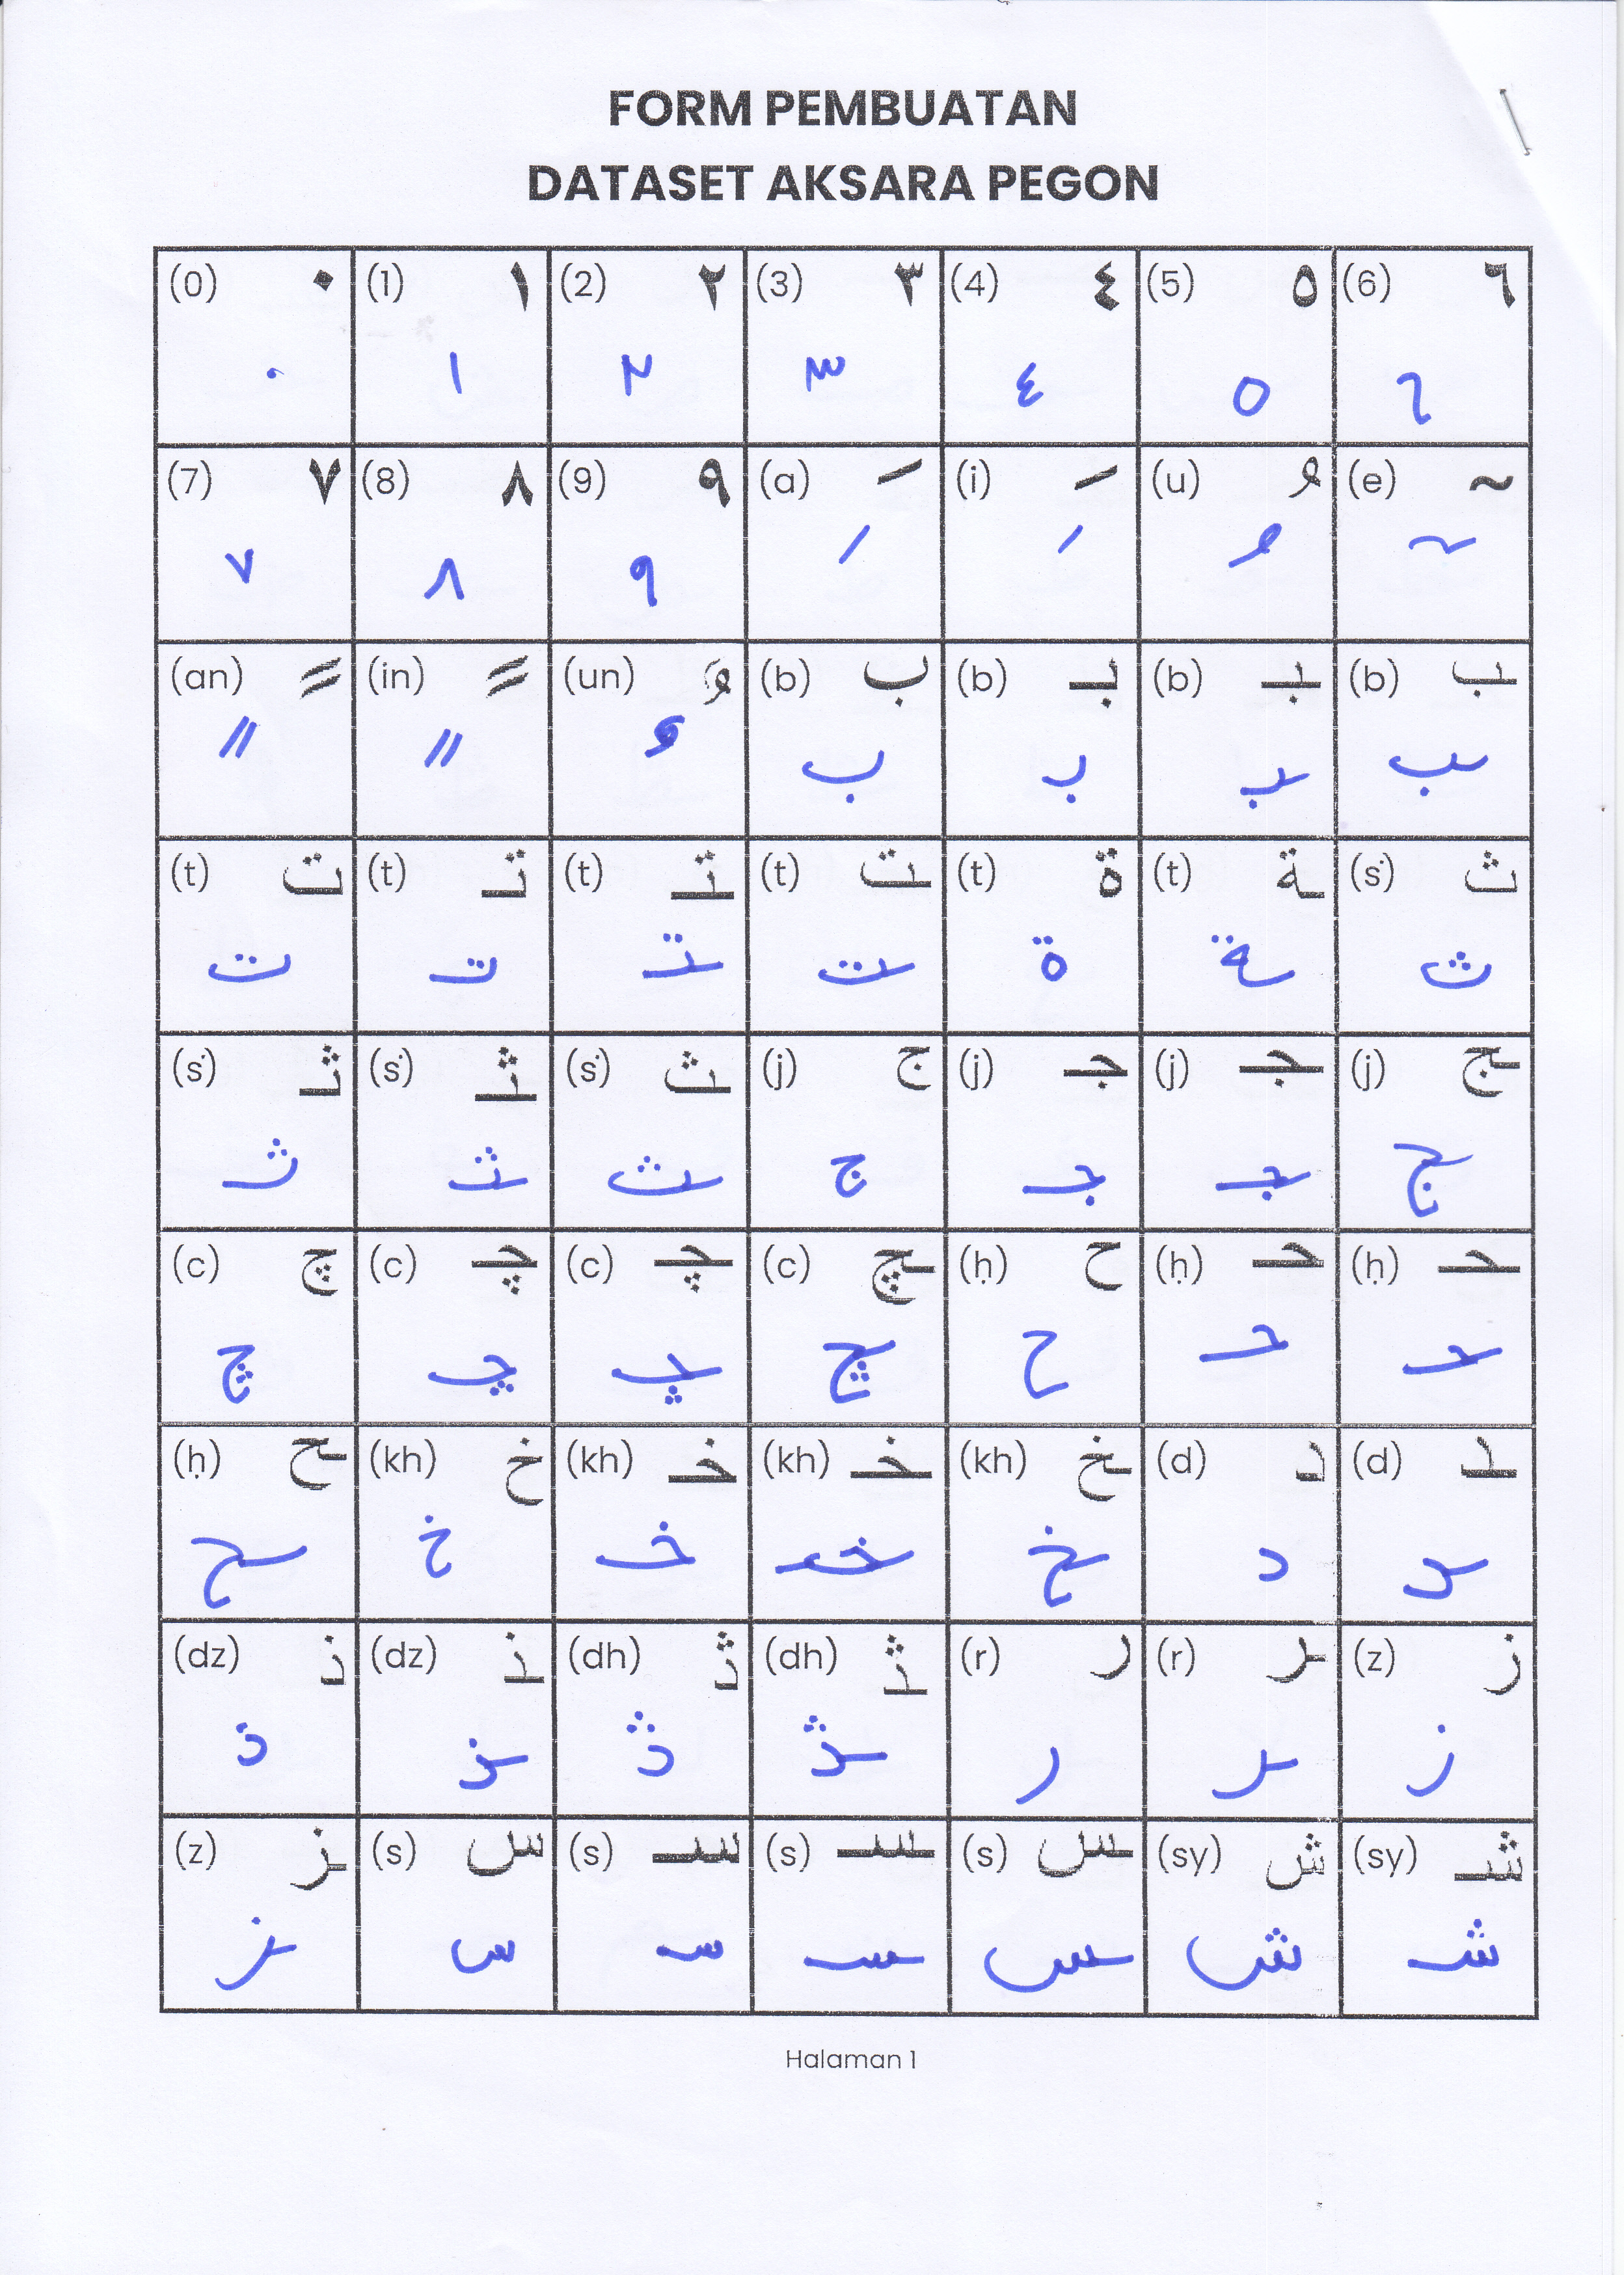 FORM PEMBUATAN
DATASET AKSARA PEGON
(0) ٠ (1) ١ (2) ٢ (3) ٣ (4) ٤ (5) ٥ (6) ٦
٠ ١ ٢ ٣ ٤ ٥ ٦
(7) ٧ (8) ٨ (9) ٩ (a) َ (i) ِ (u) ُ (e) ٓ
٧ ٨ ٩ َ ِ ُ ٓ
(an) ً (in) ٍ (un) ٌ (b) ب (b) بـ (b) ـبـ (b) ـب
ً ٍ ٌ ب بـ ـبـ ـب
(t) ت (t) تـ (t) ـتـ (t) ـت (t) ة (t) ـة (ṡ) ث
ت تـ ـتـ ـت ة ـة ث
(ṡ) ثـ (ṡ) ـثـ (ṡ) ـث (j) ج (j) جـ (j) ـجـ (j) ـج
ثـ ـثـ ـث ج جـ ـجـ ـج
(c) چ (c) چـ (c) ـچـ (c) ـچ (ḥ) ح (ḥ) حـ (ḥ) ـحـ
چ چـ ـچـ ـچ ح حـ ـحـ
(ḥ) ـح (kh) خ (kh) خـ (kh) ـخـ (kh) ـخ (d) د (d) ـد
ـح خ خـ ـخـ ـخ د ـد
(dz) ذ (dz) ـذ (dh) ڎ (dh) ـڎ (r) ر (r) ـر (z) ز
ذ ـذ ڎ ـڎ ر ـر ز
(z) ـز (s) س (s) سـ (s) ـسـ (s) ـس (sy) ش (sy) شـ
ـز س سـ ـسـ ـس ش شـ
Halaman 1